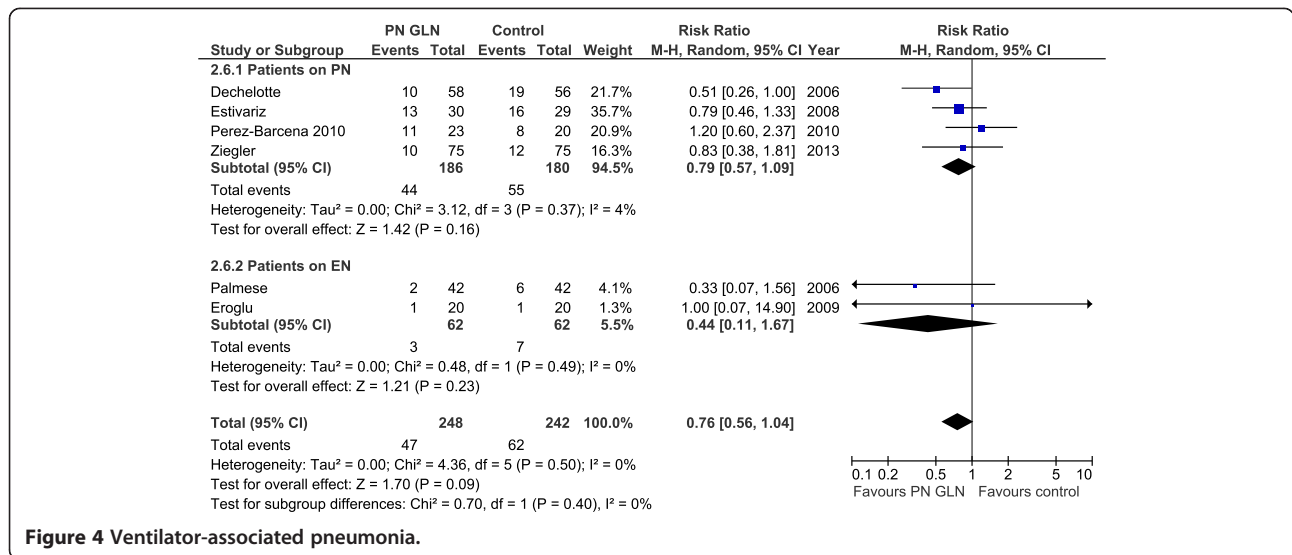 PN GLN Control Risk Ratio Risk Ratio
Study or Subgroup Events Total Events Total Weight M-H, Random, 95% CI Year M-H, Random, 95% CI
2.6.1 Patients on PN
Dechelotte 10 58 19 56 21.7% 0.51 [0.26, 1.00] 2006
Estivariz 13 30 16 29 35.7% 0.79 [0.46, 1.33] 2008
Perez-Barcena 2010 11 23 8 20 20.9% 1.20 [0.60, 2.37] 2010
Ziegler 10 75 12 75 16.3% 0.83 [0.38, 1.81] 2013
Subtotal (95% CI) 186 180 94.5% 0.79 [0.57, 1.09]
Total events 44 55
Heterogeneity: Tau² = 0.00; Chi² = 3.12, df = 3 (P = 0.37); I² = 4%
Test for overall effect: Z = 1.42 (P = 0.16)
2.6.2 Patients on EN
Palmese 2 42 6 42 4.1% 0.33 [0.07, 1.56] 2006
Eroglu 1 20 1 20 1.3% 1.00 [0.07, 14.90] 2009
Subtotal (95% CI) 62 62 5.5% 0.44 [0.11, 1.67]
Total events 3 7
Heterogeneity: Tau² = 0.00; Chi² = 0.48, df = 1 (P = 0.49); I² = 0%
Test for overall effect: Z = 1.21 (P = 0.23)
Total (95% CI) 248 242 100.0% 0.76 [0.56, 1.04]
Total events 47 62
Heterogeneity: Tau² = 0.00; Chi² = 4.36, df = 5 (P = 0.50); I² = 0%
Test for overall effect: Z = 1.70 (P = 0.09)
Test for subgroup differences: Chi² = 0.70, df = 1 (P = 0.40), I² = 0%
0.1 0.2 0.5 1 2 5 10
Favours PN GLN Favours control
Figure 4 Ventilator-associated pneumonia.